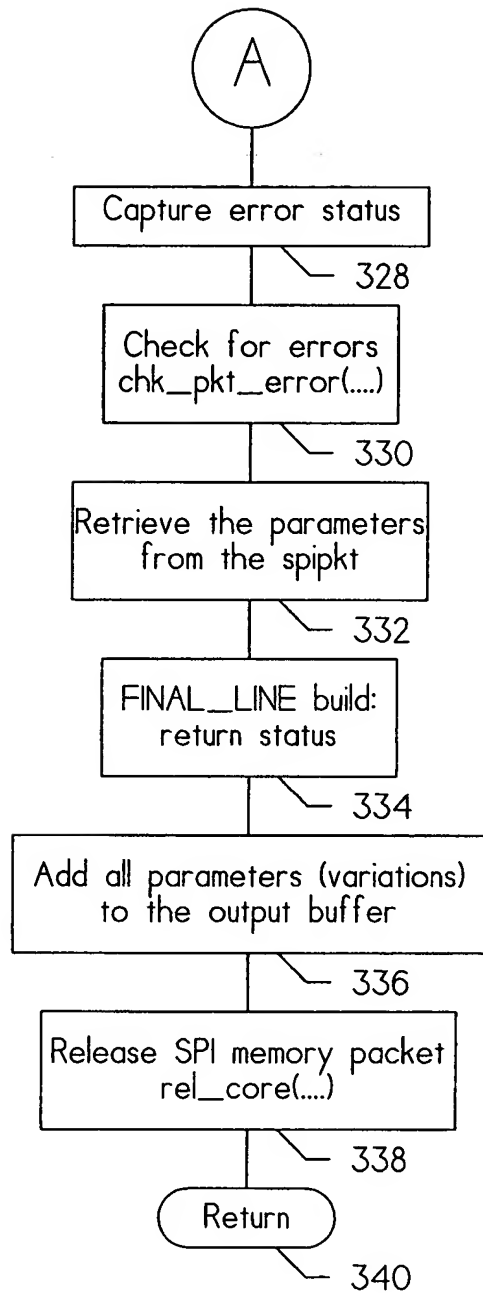 A
Capture error status
328
Check for errors
chk_pkt_error(....)
330
Retrieve the parameters
from the spipkt
332
FINAL_LINE build:
return status
334
Add all parameters (variations)
to the output buffer
336
Release SPI memory packet
rel_core(....)
338
Return
340